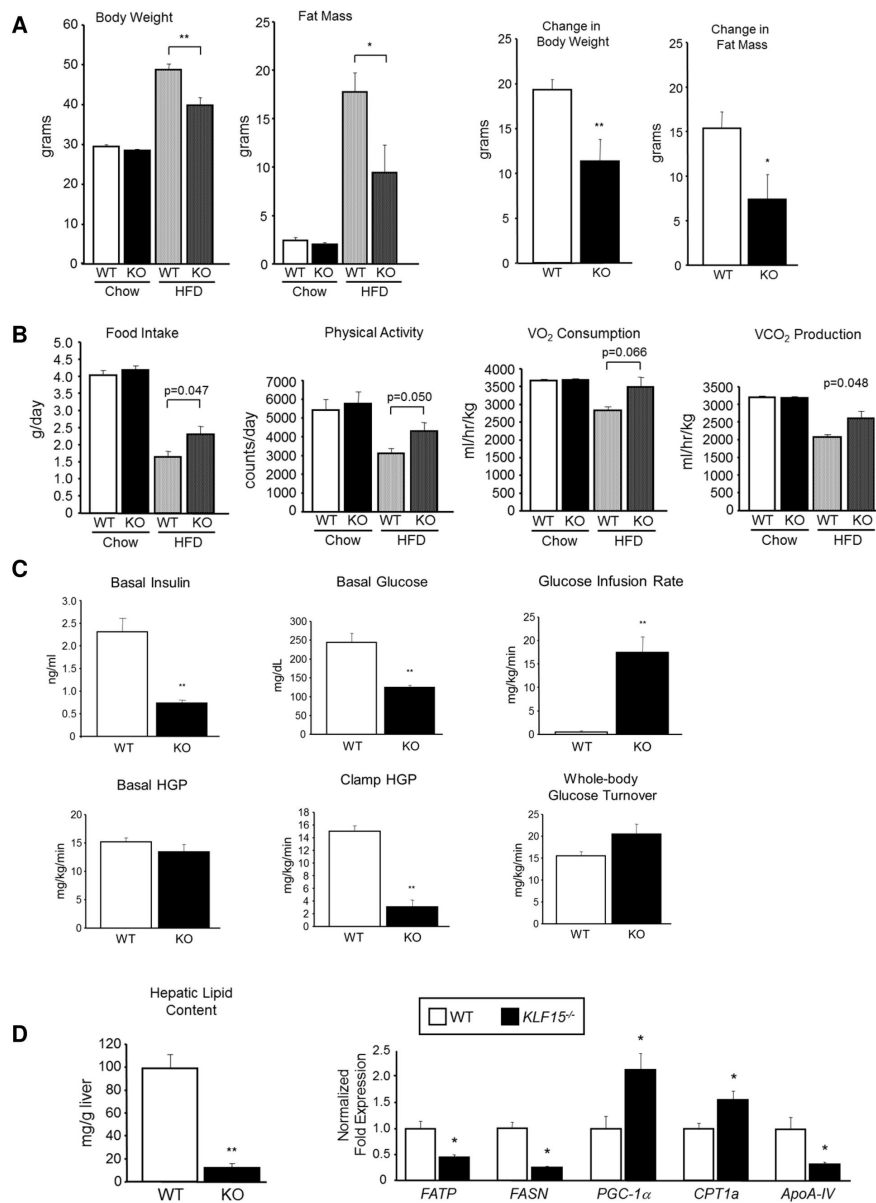 A
Body Weight
grams
60
50
40
30
20
10
0
**
WT KO WT KO
Chow HFD
Fat Mass
grams
25
20
15
10
5
0
*
WT KO WT KO
Chow HFD
Change in
Body Weight
grams
25
20
15
10
5
0
**
WT KO
Change in
Fat Mass
grams
25
20
15
10
5
0
*
WT KO
B
Food Intake
g/day
4.5
4.0
3.5
3.0
2.5
2.0
1.5
1.0
.5
0
p=0.047
WT KO WT KO
Chow HFD
Physical Activity
counts/day
7000
6000
5000
4000
3000
2000
1000
0
p=0.050
WT KO WT KO
Chow HFD
VO2 Consumption
ml/hr/kg
4000
3500
3000
2500
2000
1500
1000
500
0
p=0.066
WT KO WT KO
Chow HFD
VCO2 Production
ml/hr/kg
3500
3000
2500
2000
1500
1000
500
0
p=0.048
WT KO WT KO
Chow HFD
C
Basal Insulin
ng/ml
3.0
2.5
2.0
1.5
1.0
0.5
0
**
WT KO
Basal Glucose
mg/dL
300
250
200
150
100
50
0
**
WT KO
Glucose Infusion Rate
mg/kg/min
25
20
15
10
5
0
**
WT KO
Basal HGP
mg/kg/min
20
15
10
5
0
WT KO
Clamp HGP
mg/kg/min
18
16
14
12
10
8
6
4
2
0
**
WT KO
Whole-body
Glucose Turnover
mg/kg/min
25
20
15
10
5
0
WT KO
D
Hepatic Lipid
Content
mg/g liver
120
100
80
60
40
20
0
**
WT KO
WT KLF15-/-
Normalized
Fold Expression
2.5
2.0
1.5
1.0
0.5
0
* * * * *
FATP FASN PGC-1α CPT1a ApoA-IV